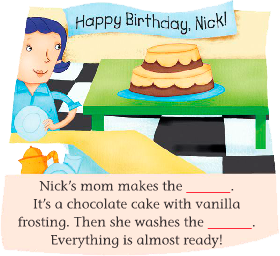 Happy Birthday, Nick!
Nick's mom makes the ______.
It's a chocolate cake with vanilla
frosting. Then she washes the ______.
Everything is almost ready!